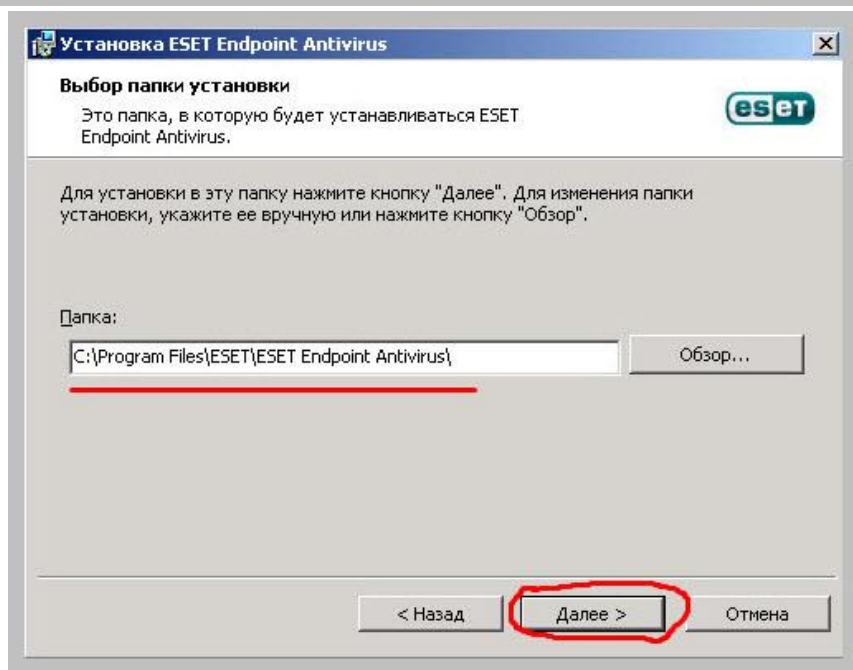 Установка ESET Endpoint Antivirus
Выбор папки установки
Это папка, в которую будет устанавливаться ESET
Endpoint Antivirus.
eseT
Для установки в эту папку нажмите кнопку "Далее". Для изменения папки
установки, укажите ее вручную или нажмите кнопку "Обзор".
Папка:
C:\Program Files\ESET\ESET Endpoint Antivirus\
Обзор...
< Назад
Далее >
Отмена